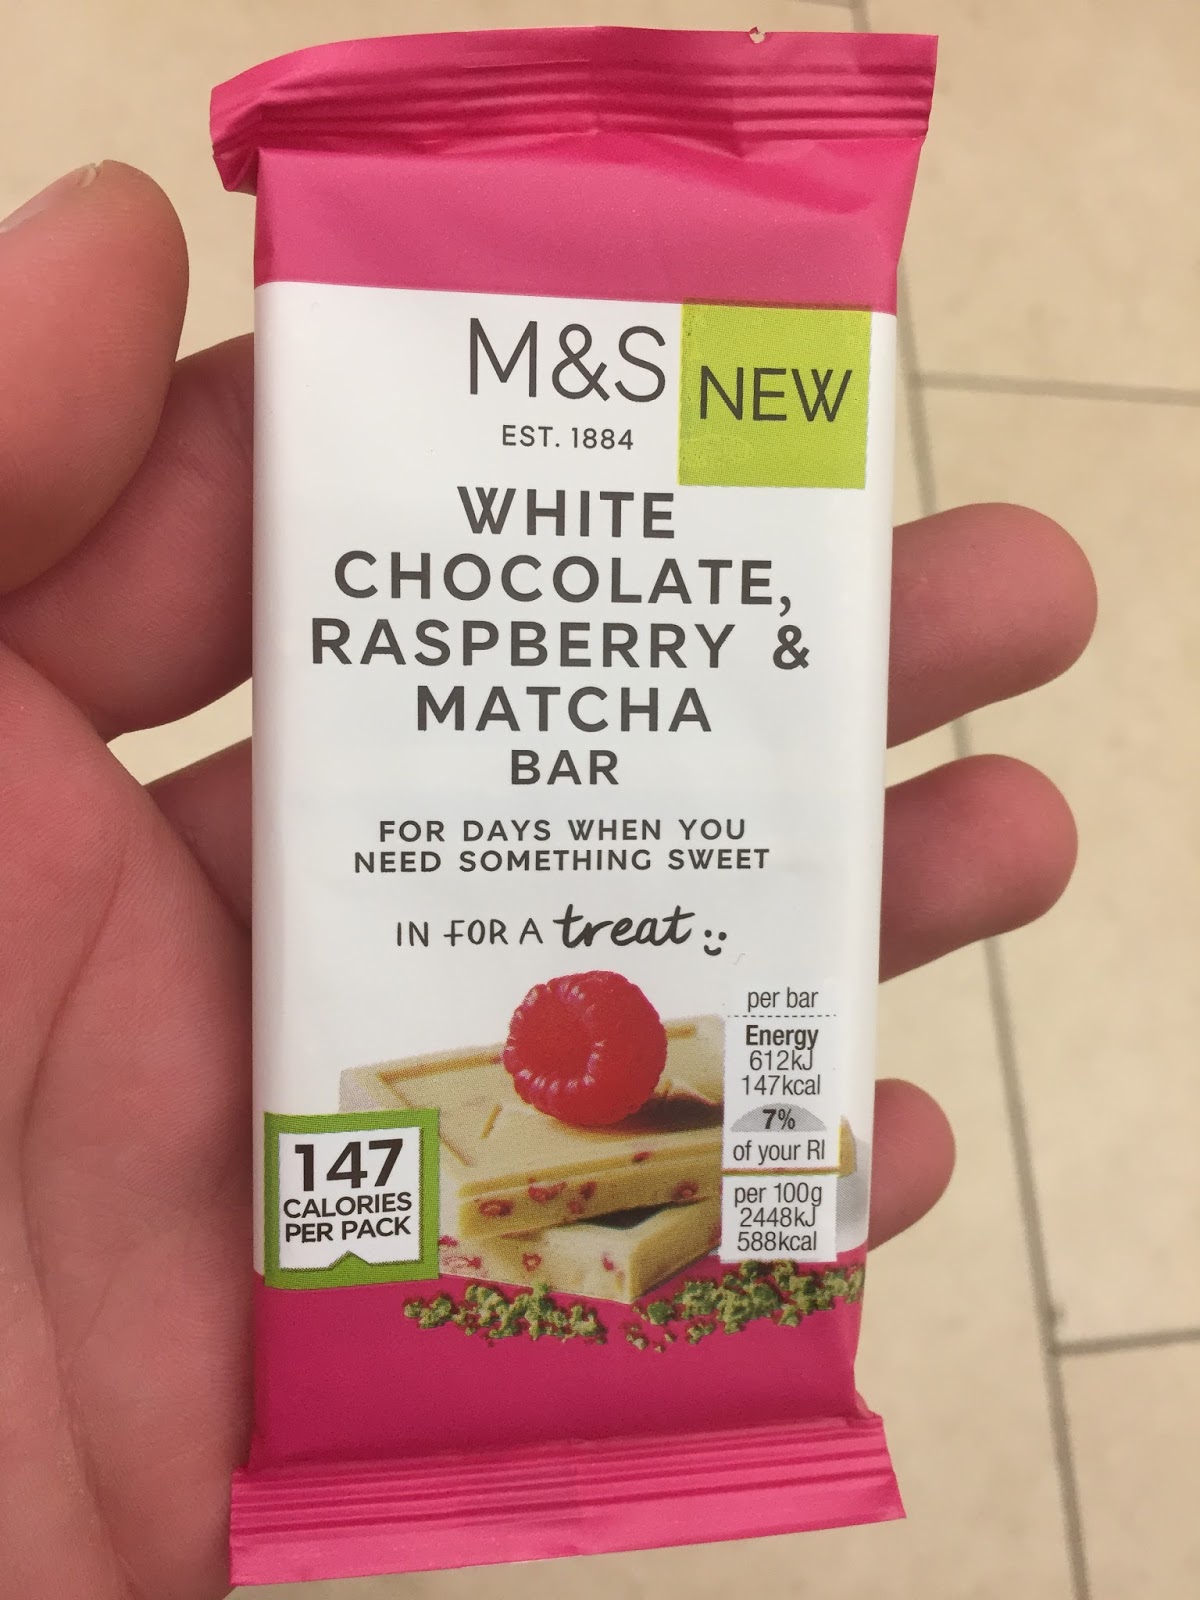 M&S
NEW
EST. 1884
WHITE
CHOCOLATE,
RASPBERRY &
MATCHA
BAR
FOR DAYS WHEN YOU
NEED SOMETHING SWEET
IN FOR A treat
per bar
Energy
612kJ
147kcal
7%
of your RI
per 100g
2448kJ
588kcal
147
CALORIES
PER PACK